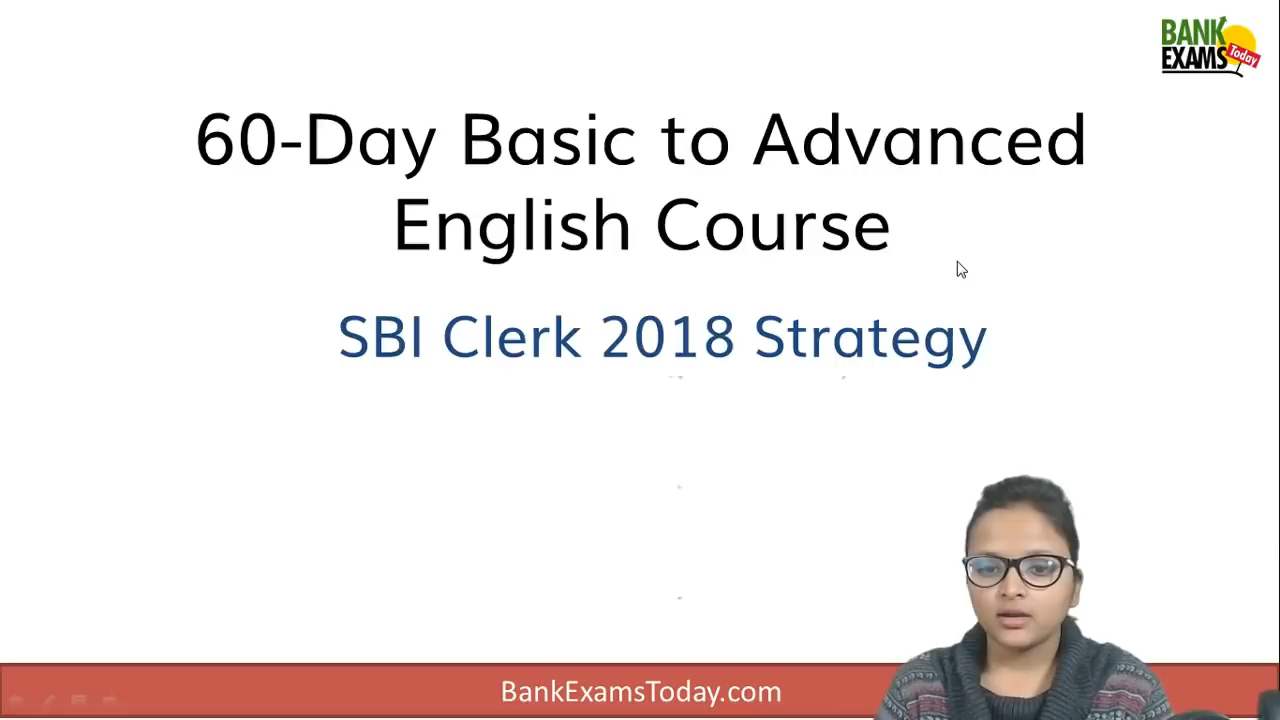 BANK
EXAMS Today
60-Day Basic to Advanced
English Course
SBI Clerk 2018 Strategy
BankExamsToday.com